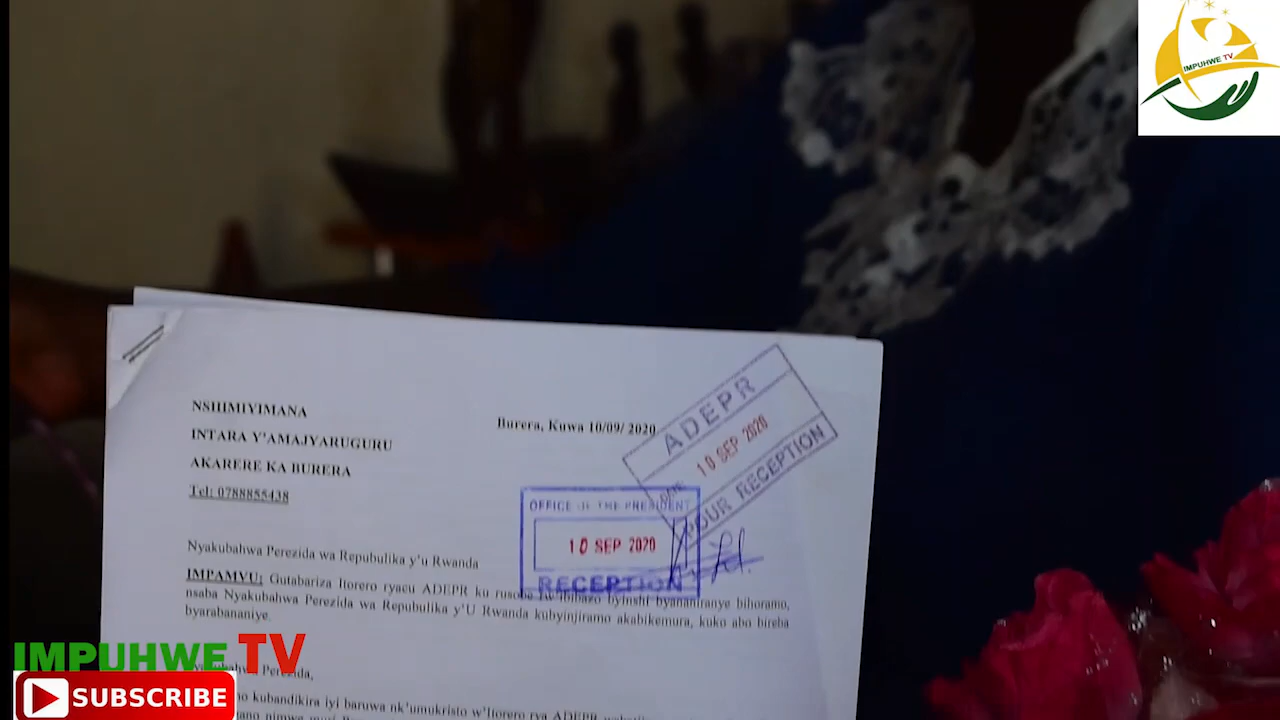 IMPUHWE TV
NSHIMIYIMANA
Burera, Kuwa 10/09/ 2020
INTARA Y'AMAJYARUGURU
AKARERE KA BURERA
Tel: 0788855438
ADEPR
10 SEP 2020
POUR RECEPTION
OFFICE OF THE PRESIDENT
10 SEP 2020
RECEPTION
Nyakubahwa Perezida wa Repubulika y'u Rwanda
IMPAMVU: Gutabariza Itorero ryacu ADEPR ku rusobe rw'ibibazo byinshi byananiranye bihoramo,
nsaba Nyakubahwa Perezida wa Repubulika y'U Rwanda kubyinjiramo akabikemura, kuko abo bireba
byarabananiye.
Perezida,
kubandikira iyi baruwa nk'umukristo w'Itorero rya ADEPR
IMPUHWE TV
SUBSCRIBE